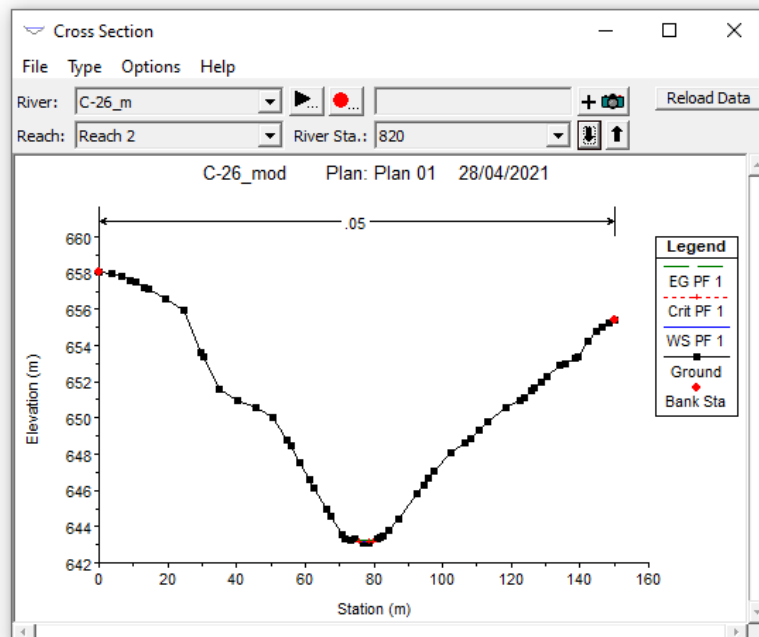 Cross Section
File Type Options Help
River: C-26_m ... ... + Reload Data
Reach: Reach 2 River Sta.: 820
C-26_mod Plan: Plan 01 28/04/2021
.05
Legend
EG PF 1
Crit PF 1
WS PF 1
Ground
Bank Sta
660
658
656
654
652
650
648
646
644
642
Elevation (m)
0 20 40 60 80 100 120 140 160
Station (m)